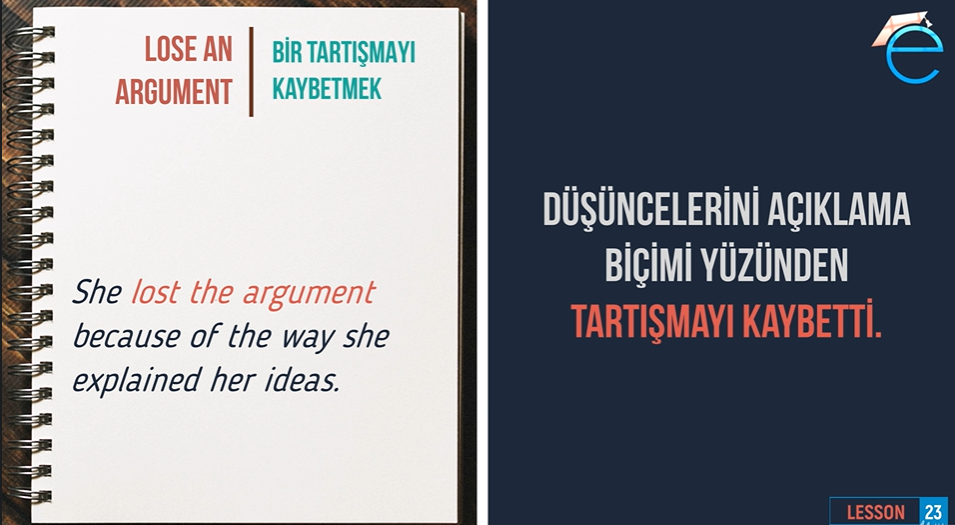 LOSE AN
ARGUMENT
BİR TARTIŞMAYI
KAYBETMEK
She lost the argument
because of the way she
explained her ideas.
e
DÜŞÜNCELERİNİ AÇIKLAMA
BİÇİMİ YÜZÜNDEN
TARTIŞMAYI KAYBETTİ.
LESSON 23